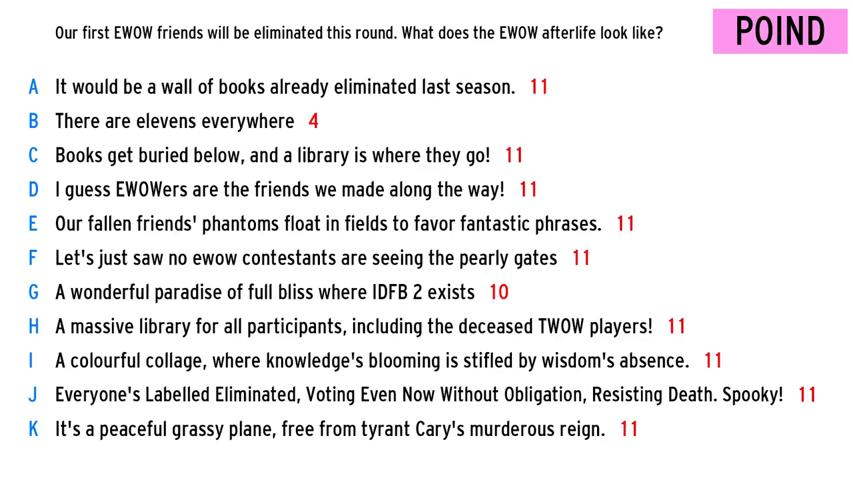 Our first EWOW friends will be eliminated this round. What does the EWOW afterlife look like?
POIND
A It would be a wall of books already eliminated last season. 11
B There are elevens everywhere 4
C Books get buried below, and a library is where they go! 11
D I guess EWOWers are the friends we made along the way! 11
E Our fallen friends' phantoms float in fields to favor fantastic phrases. 11
F Let's just saw no ewow contestants are seeing the pearly gates 11
G A wonderful paradise of full bliss where IDFB 2 exists 10
H A massive library for all participants, including the deceased TWOW players! 11
I A colourful collage, where knowledge's blooming is stifled by wisdom's absence. 11
J Everyone's Labelled Eliminated, Voting Even Now Without Obligation, Resisting Death. Spooky! 11
K It's a peaceful grassy plane, free from tyrant Cary's murderous reign. 11